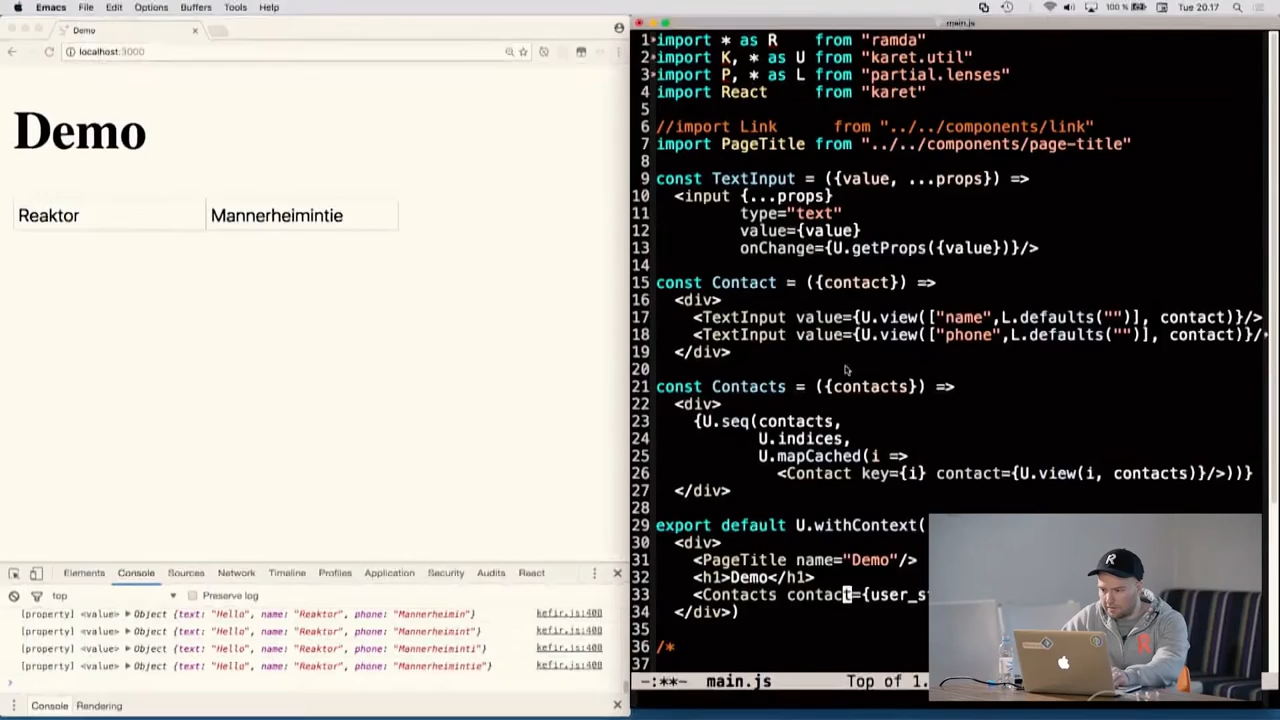 Emacs File Edit Options Buffers Tools Help
100 % Tue 20.17
Demo
localhost:3000
Demo
Reaktor Mannerheimintie
Elements Console Sources Network Timeline Profiles Application Security Audits React
top Preserve log
[property] <value> Object {text: "Hello", name: "Reaktor", phone: "Mannerheimin"} kefir.js:408
[property] <value> Object {text: "Hello", name: "Reaktor", phone: "Mannerheimint"} kefir.js:408
[property] <value> Object {text: "Hello", name: "Reaktor", phone: "Mannerheiminti"} kefir.js:408
[property] <value> Object {text: "Hello", name: "Reaktor", phone: "Mannerheimintie"} kefir.js:408
Console Rendering
main.js
1 import * as R from "ramda"
2 import K, * as U from "karet.util"
3 import P, * as L from "partial.lenses"
4 import React from "karet"
5
6 //import Link from "../../components/link"
7 import PageTitle from "../../components/page-title"
8
9 const TextInput = ({value, ...props}) =>
10 <input {...props}
11 type="text"
12 value={value}
13 onChange={U.getProps({value})}/>
14
15 const Contact = ({contact}) =>
16 <div>
17 <TextInput value={U.view(["name",L.defaults("")], contact)}/>
18 <TextInput value={U.view(["phone",L.defaults("")], contact)}/
19 </div>
20
21 const Contacts = ({contacts}) =>
22 <div>
23 {U.seq(contacts,
24 U.indices,
25 U.mapCached(i =>
26 <Contact key={i} contact={U.view(i, contacts)}/>))}
27 </div>
28
29 export default U.withContext(
30 <div>
31 <PageTitle name="Demo"/>
32 <h1>Demo</h1>
33 <Contacts contact={user_s
34 </div>)
35
36 /*
37
-:**- main.js Top of 1.
R